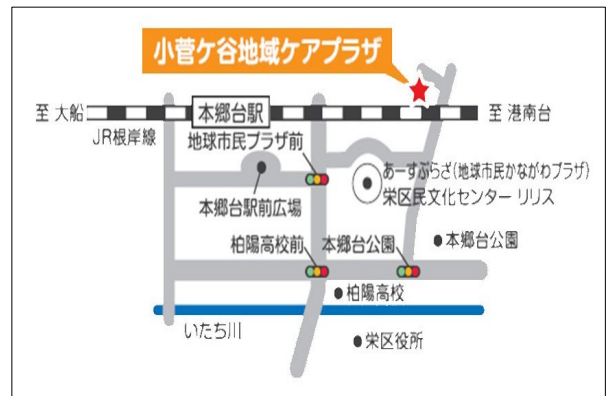 小菅ケ谷地域ケアプラザ
至 大船
本郷台駅
至 港南台
JR根岸線
地球市民プラザ前
あーすぷらざ(地球市民かながわプラザ)
栄区民文化センター リリス
本郷台駅前広場
柏陽高校前
本郷台公園
本郷台公園
柏陽高校
いたち川
栄区役所